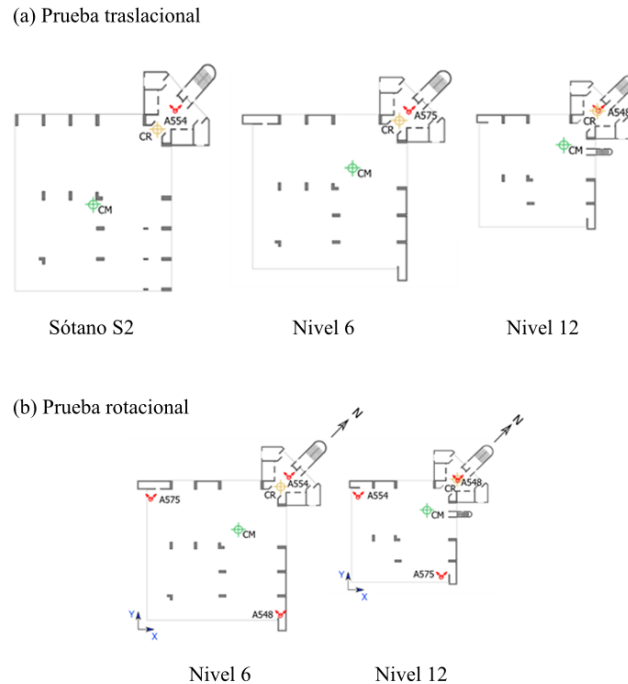 (a) Prueba traslacional
A554
CR
CM
A575
CR
CM
A548
CR
CM
Sótano S2
Nivel 6
Nivel 12
(b) Prueba rotacional
N
N
A575
A554
CR
CM
A548
Y
X
A554
A548
CR
CM
A575
Y
X
Nivel 6
Nivel 12